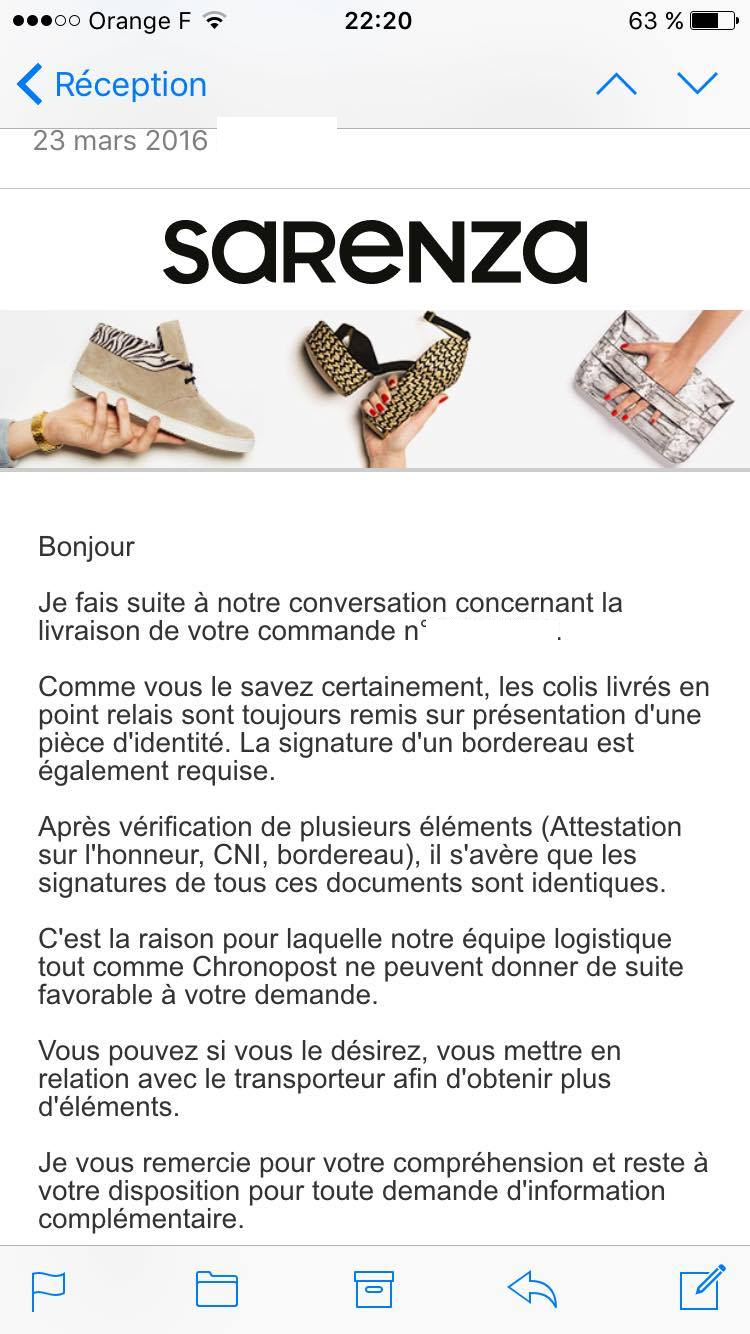 Orange F 22:20 63 %
Réception
23 mars 2016
sarenza
Bonjour
Je fais suite à notre conversation concernant la
livraison de votre commande n° .
Comme vous le savez certainement, les colis livrés en
point relais sont toujours remis sur présentation d'une
pièce d'identité. La signature d'un bordereau est
également requise.
Après vérification de plusieurs éléments (Attestation
sur l'honneur, CNI, bordereau), il s'avère que les
signatures de tous ces documents sont identiques.
C'est la raison pour laquelle notre équipe logistique
tout comme Chronopost ne peuvent donner de suite
favorable à votre demande.
Vous pouvez si vous le désirez, vous mettre en
relation avec le transporteur afin d'obtenir plus
d'éléments.
Je vous remercie pour votre compréhension et reste à
votre disposition pour toute demande d'information
complémentaire.